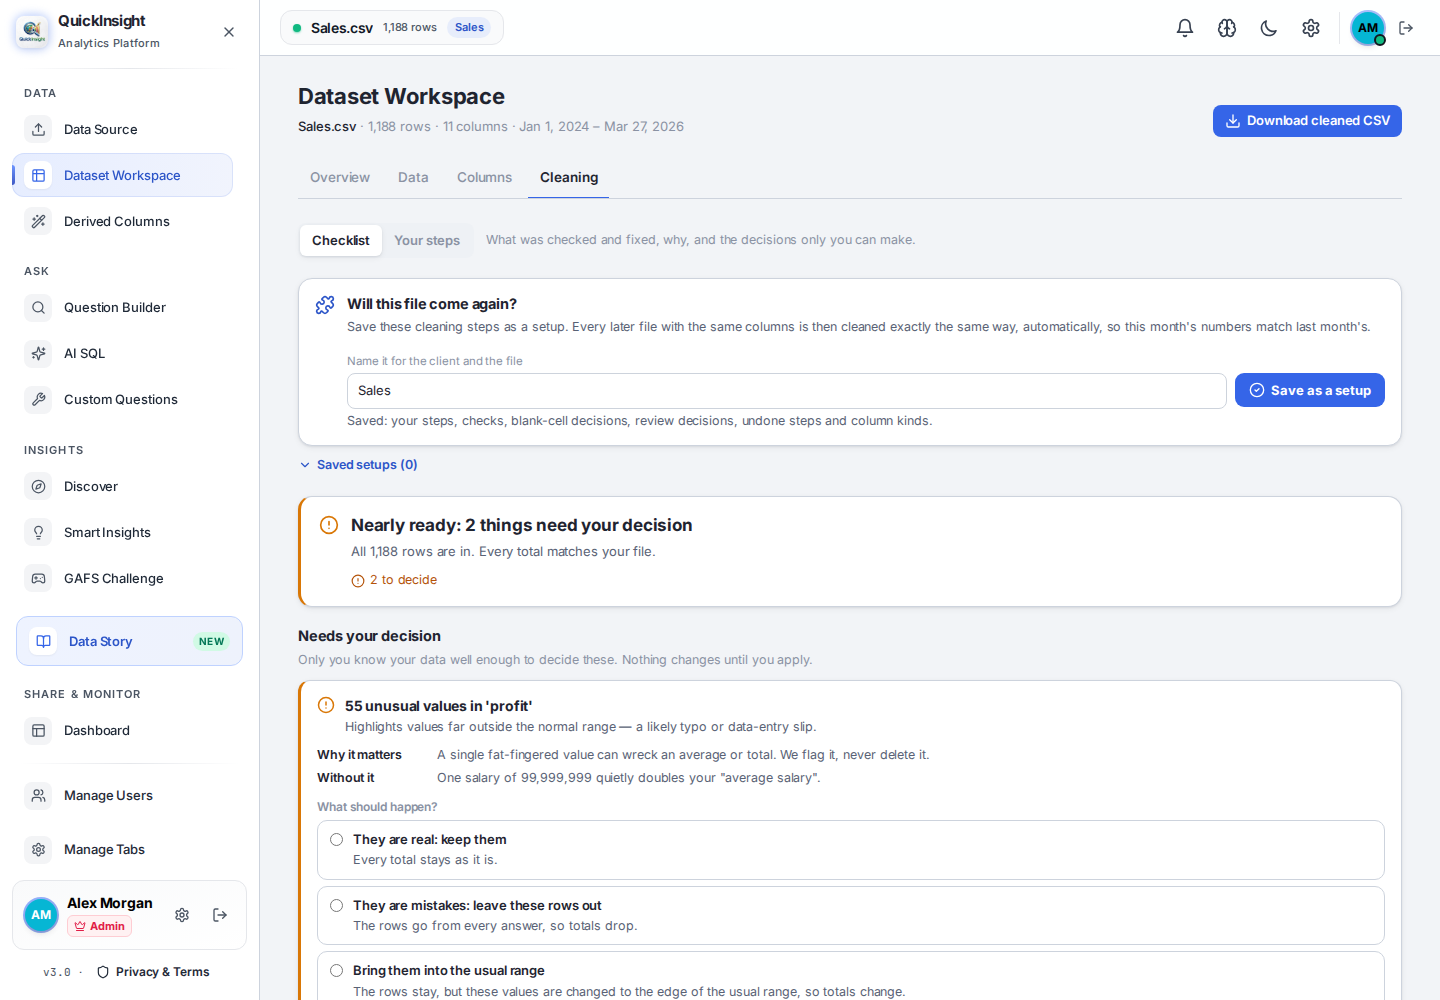 QuickInsight
Analytics Platform
DATA
Data Source
Dataset Workspace
Derived Columns
ASK
Question Builder
AI SQL
Custom Questions
INSIGHTS
Discover
Smart Insights
GAFS Challenge
Data Story NEW
SHARE & MONITOR
Dashboard
Manage Users
Manage Tabs
AM Alex Morgan
Admin
v3.0 · Privacy & Terms
Sales.csv 1,188 rows Sales
AM
Dataset Workspace
Sales.csv · 1,188 rows · 11 columns · Jan 1, 2024 – Mar 27, 2026
Download cleaned CSV
Overview Data Columns Cleaning
Checklist Your steps What was checked and fixed, why, and the decisions only you can make.
Will this file come again?
Save these cleaning steps as a setup. Every later file with the same columns is then cleaned exactly the same way, automatically, so this month's numbers match last month's.
Name it for the client and the file
Sales
Save as a setup
Saved: your steps, checks, blank-cell decisions, review decisions, undone steps and column kinds.
Saved setups (0)
Nearly ready: 2 things need your decision
All 1,188 rows are in. Every total matches your file.
2 to decide
Needs your decision
Only you know your data well enough to decide these. Nothing changes until you apply.
55 unusual values in 'profit'
Highlights values far outside the normal range — a likely typo or data-entry slip.
Why it matters A single fat-fingered value can wreck an average or total. We flag it, never delete it.
Without it One salary of 99,999,999 quietly doubles your "average salary".
What should happen?
They are real: keep them
Every total stays as it is.
They are mistakes: leave these rows out
The rows go from every answer, so totals drop.
Bring them into the usual range
The rows stay, but these values are changed to the edge of the usual range, so totals change.